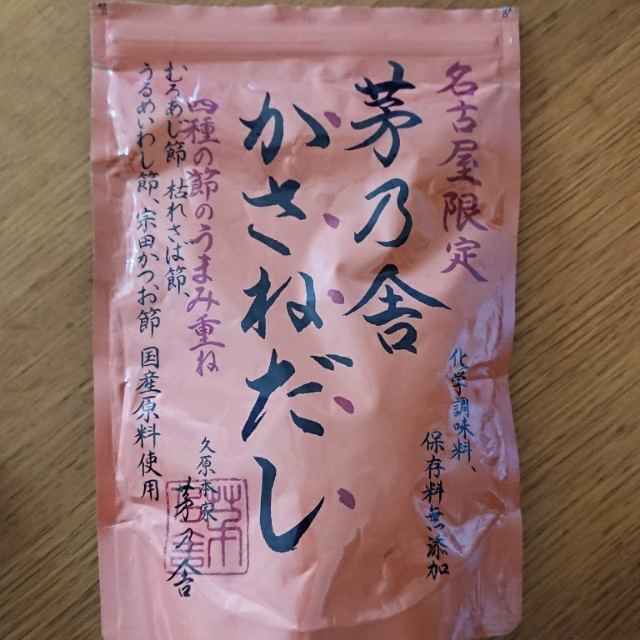 名古屋限定
茅乃舎
かさねだし
化学調味料、
保存料無添加
四種の節のうまみ重ね
むろあじ節、枯れさば節、
うるめいわし節、宗田かつお節 国産原料使用
久原本家
茅乃舎